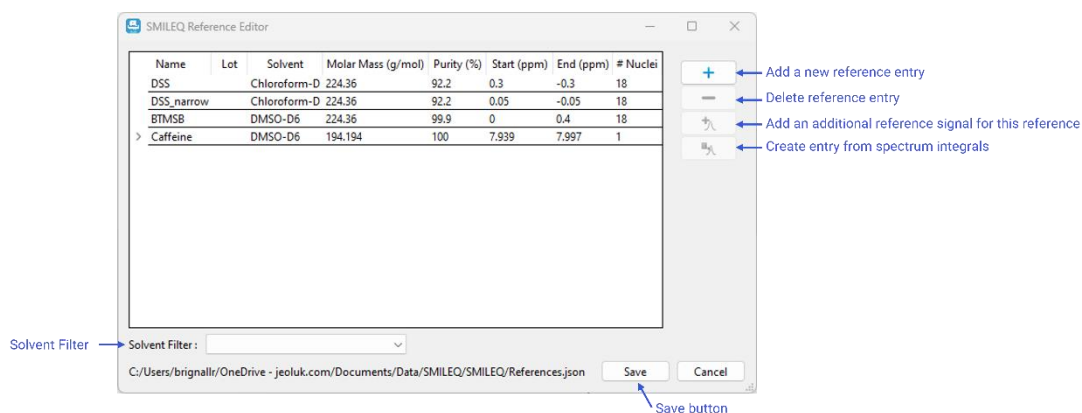 SMILEQ Reference Editor
Name Lot Solvent Molar Mass (g/mol) Purity (%) Start (ppm) End (ppm) # Nuclei
DSS Chloroform-D 224.36 92.2 0.3 -0.3 18
DSS_narrow Chloroform-D 224.36 92.2 0.05 -0.05 18
BTMSB DMSO-D6 224.36 99.9 0 0.4 18
Caffeine DMSO-D6 194.194 100 7.939 7.997 1
Add a new reference entry
Delete reference entry
Add an additional reference signal for this reference
Create entry from spectrum integrals
Solvent Filter
Solvent Filter :
C:/Users/brignallr/OneDrive - jeoluk.com/Documents/Data/SMILEQ/SMILEQ/References.json
Save
Cancel
Save button